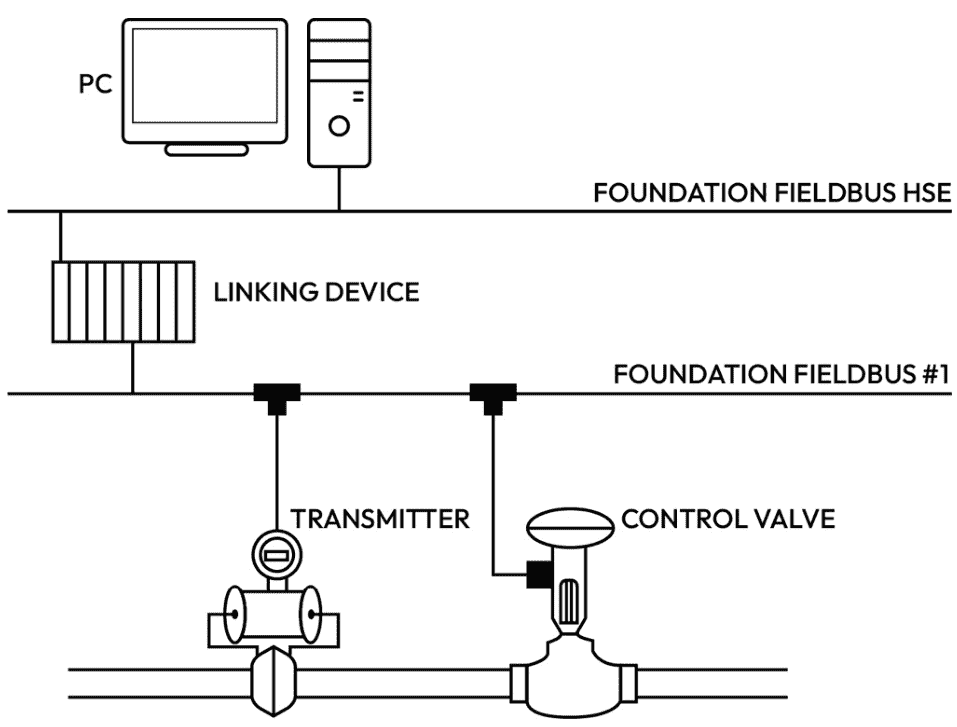 PC
FOUNDATION FIELDBUS HSE
LINKING DEVICE
FOUNDATION FIELDBUS #1
TRANSMITTER
CONTROL VALVE